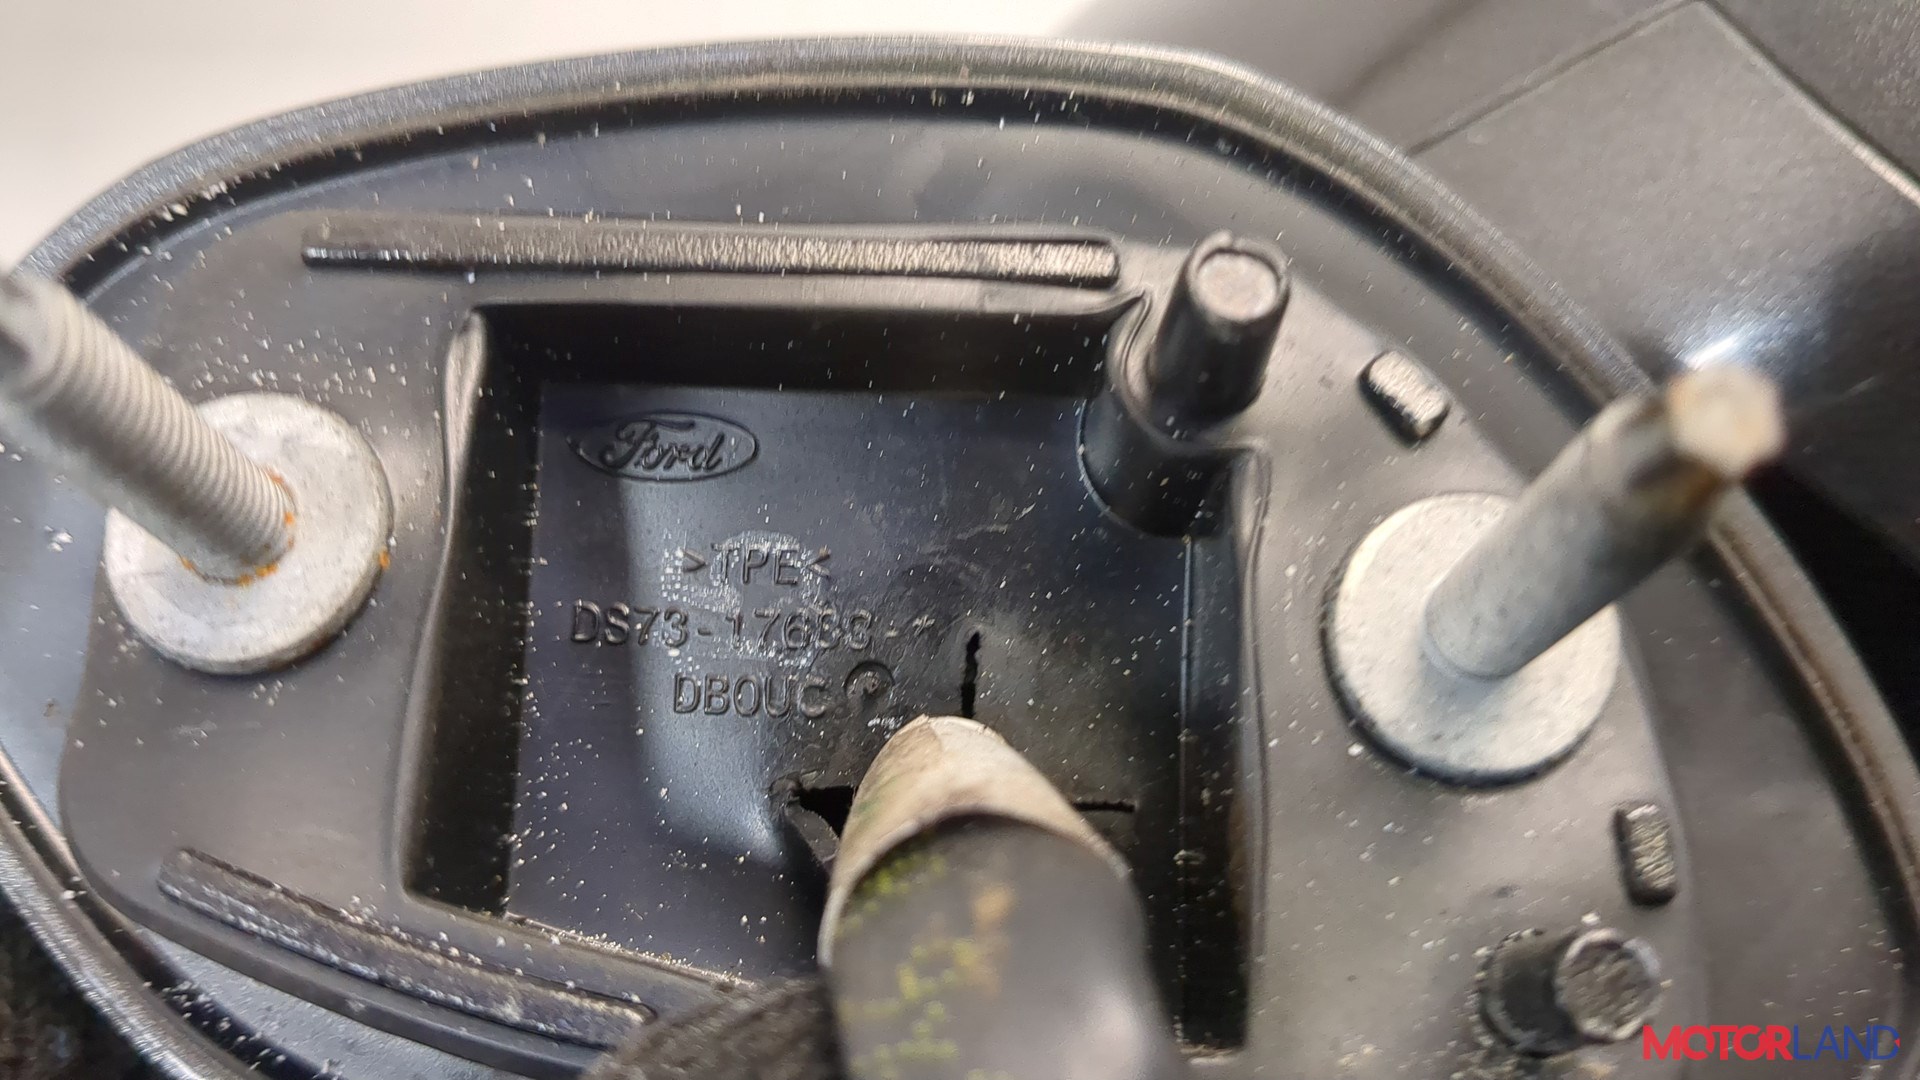 Ford
>TPE<
DS73-17683-*
DBOUC
MOTORLAND